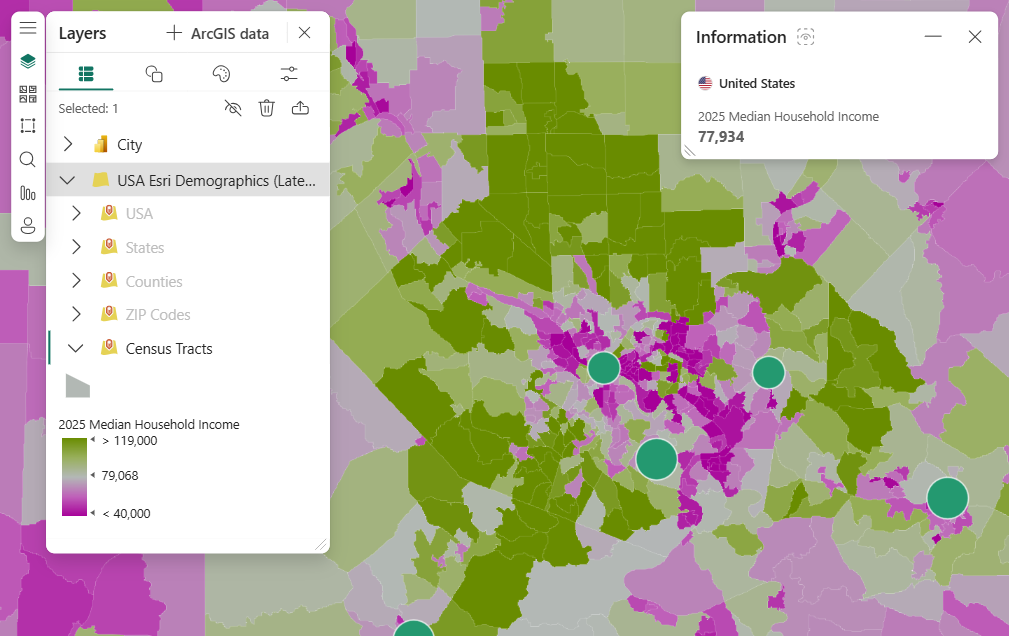 Layers
ArcGIS data
Selected: 1
City
USA Esri Demographics (Late...
USA
States
Counties
ZIP Codes
Census Tracts
2025 Median Household Income
> 119,000
79,068
< 40,000
Information
United States
2025 Median Household Income
77,934